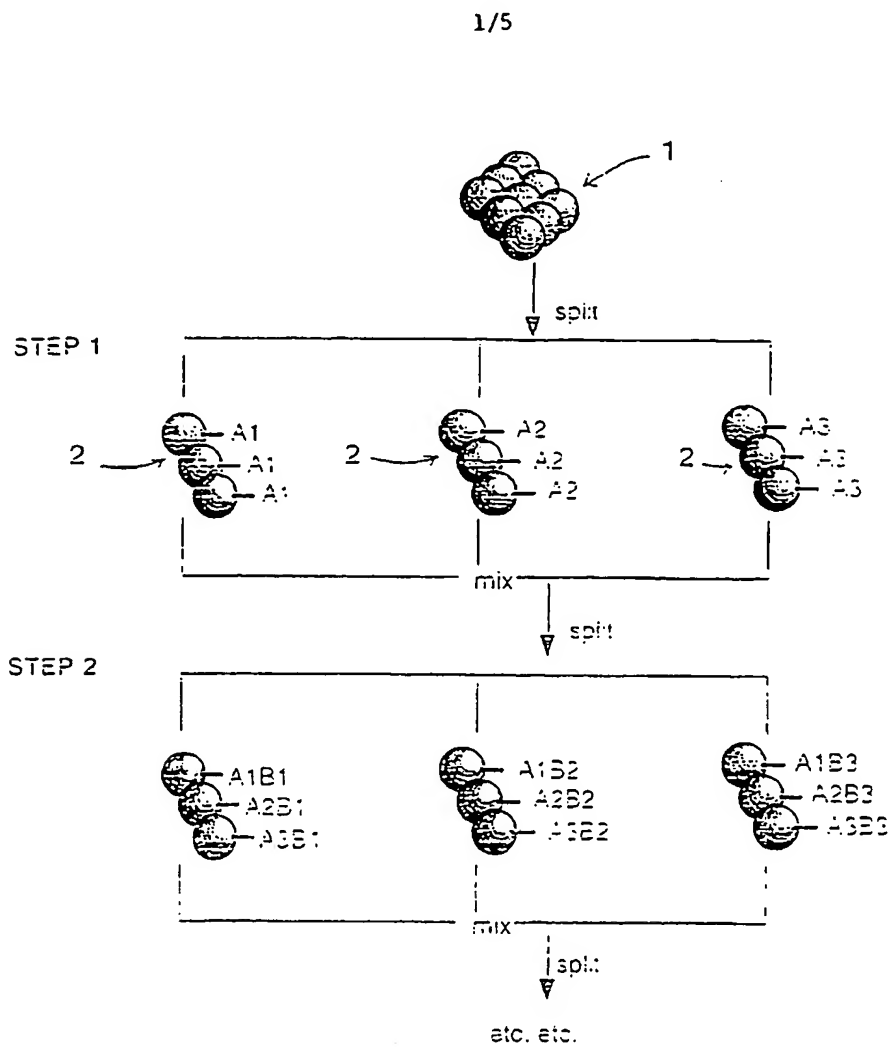 1/5
1
split
STEP 1
A1
A2
A3
2
2
2
A1
A2
A3
A1
A2
A3
mix
split
STEP 2
A1B1
A1B2
A1B3
A2B1
A2B2
A2B3
A3B1
A3B2
A3B3
mix
split
etc. etc.